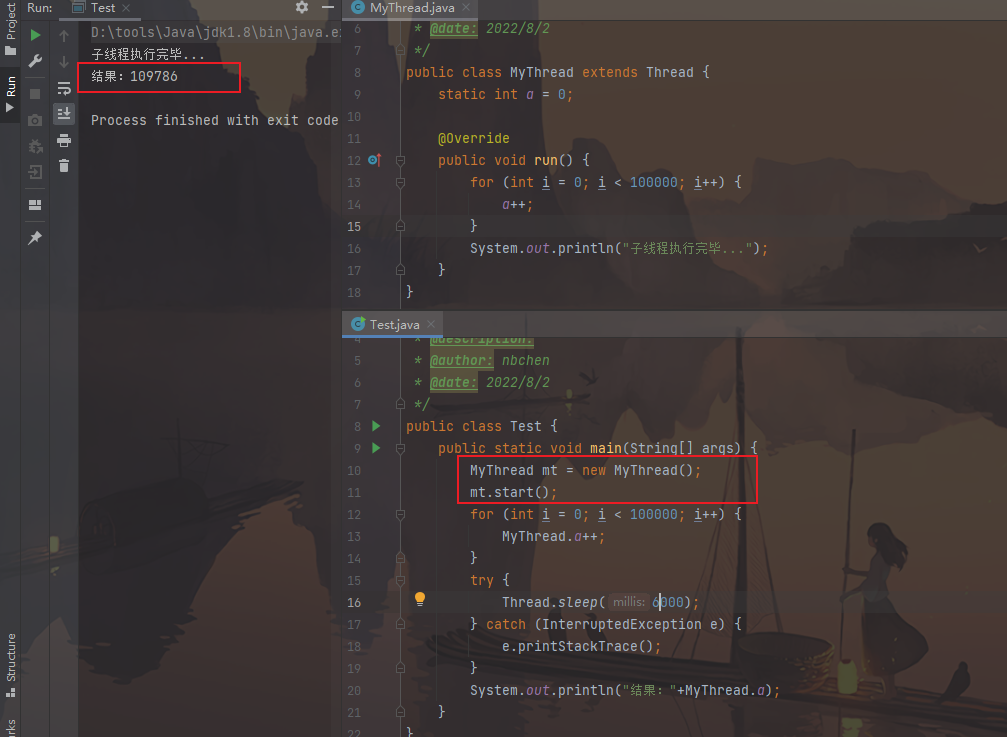 Run: Test ×
D:\tools\Java\jdk1.8\bin\java.e
子线程执行完毕...
结果：109786
Process finished with exit code
Project
Run
Structure
MyThread.java ×
6 * @date: 2022/8/2
7 */
8 public class MyThread extends Thread {
9 static int a = 0;
10
11 @Override
12 public void run() {
13 for (int i = 0; i < 100000; i++) {
14 a++;
15 }
16 System.out.println("子线程执行完毕...");
17 }
18 }
Test.java ×
4 * @description:
5 * @author: nbchen
6 * @date: 2022/8/2
7 */
8 public class Test {
9 public static void main(String[] args) {
10 MyThread mt = new MyThread();
11 mt.start();
12 for (int i = 0; i < 100000; i++) {
13 MyThread.a++;
14 }
15 try {
16 Thread.sleep( millis: 6000);
17 } catch (InterruptedException e) {
18 e.printStackTrace();
19 }
20 System.out.println("结果："+MyThread.a);
21 }
22 }